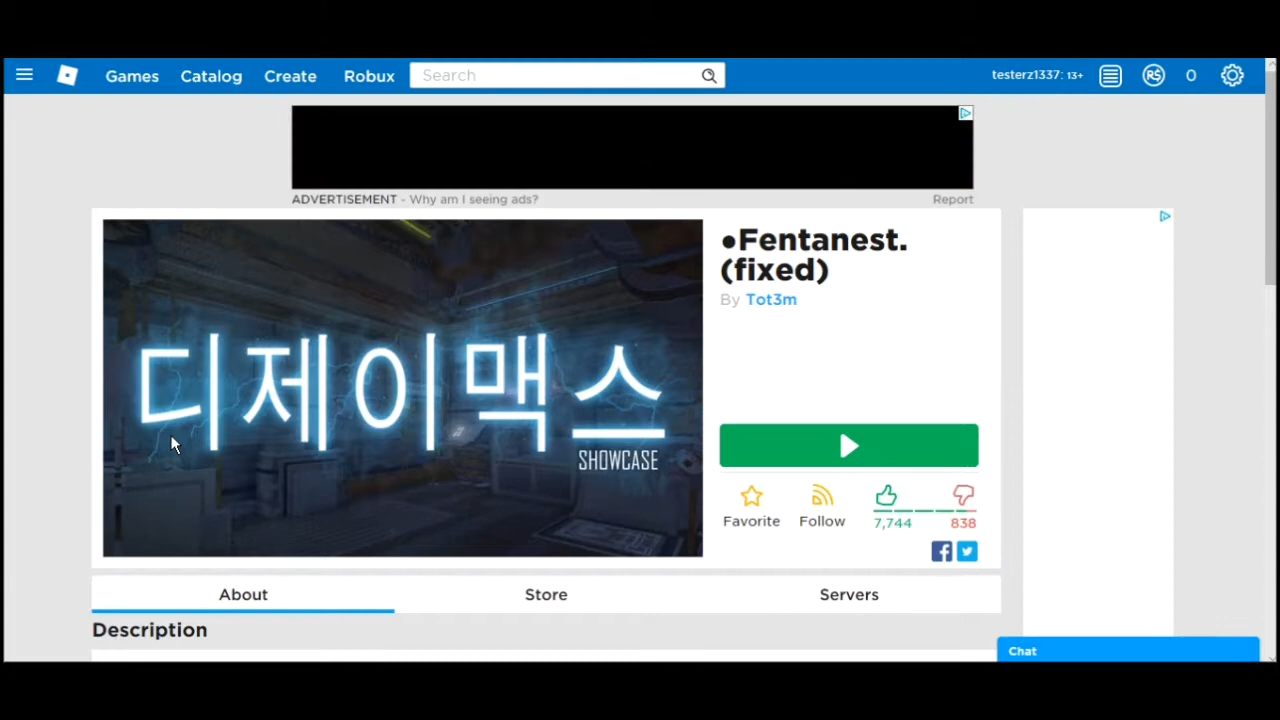 Games
Catalog
Create
Robux
Search
testerz1337: 13+
R$
0
ADVERTISEMENT - Why am I seeing ads?
Report
디제이맥스
SHOWCASE
●Fentanest.
(fixed)
By Tot3m
Favorite
Follow
7,744
838
About
Store
Servers
Description
Chat